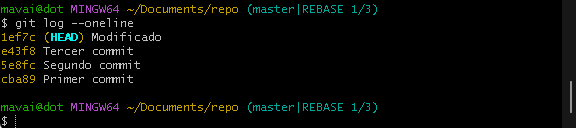 mavai@dot MINGW64 ~/Documents/repo (master|REBASE 1/3)
$ git log --oneline
1ef7c (HEAD) Modificado
e43f8 Tercer commit
5e8fc Segundo commit
cba89 Primer commit
mavai@dot MINGW64 ~/Documents/repo (master|REBASE 1/3)
$